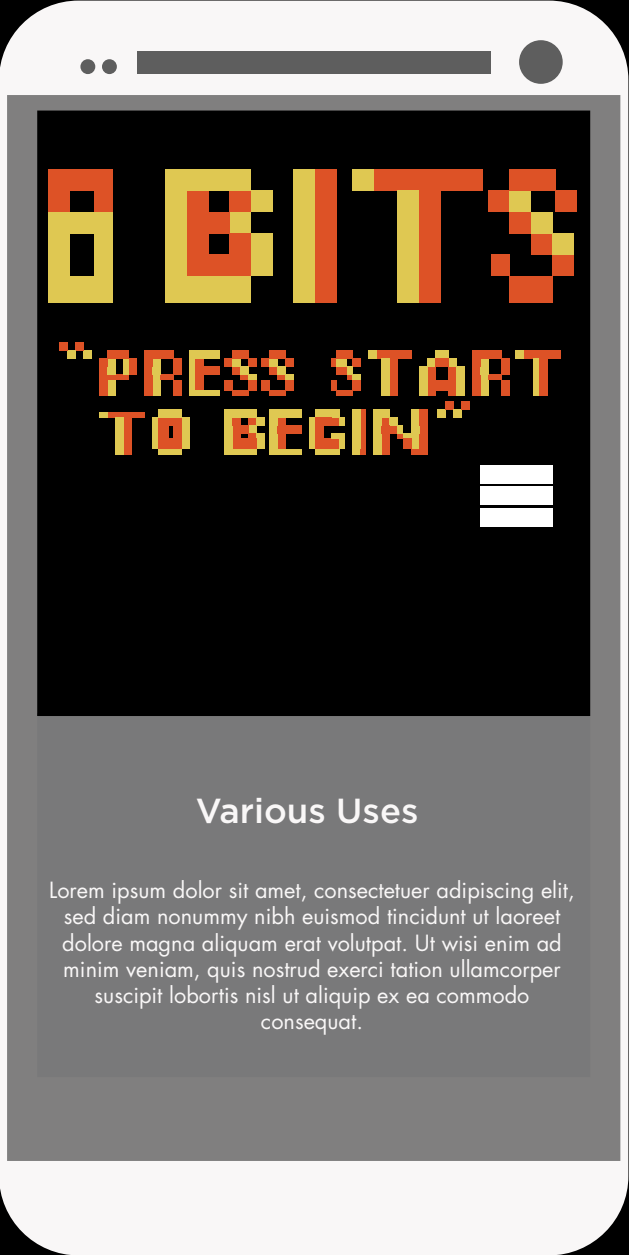 8 BITS
"PRESS START
TO BEGIN"
Various Uses
Lorem ipsum dolor sit amet, consectetuer adipiscing elit,
sed diam nonummy nibh euismod tincidunt ut laoreet
dolore magna aliquam erat volutpat. Ut wisi enim ad
minim veniam, quis nostrud exerci tation ullamcorper
suscipit lobortis nisl ut aliquip ex ea commodo
consequat.